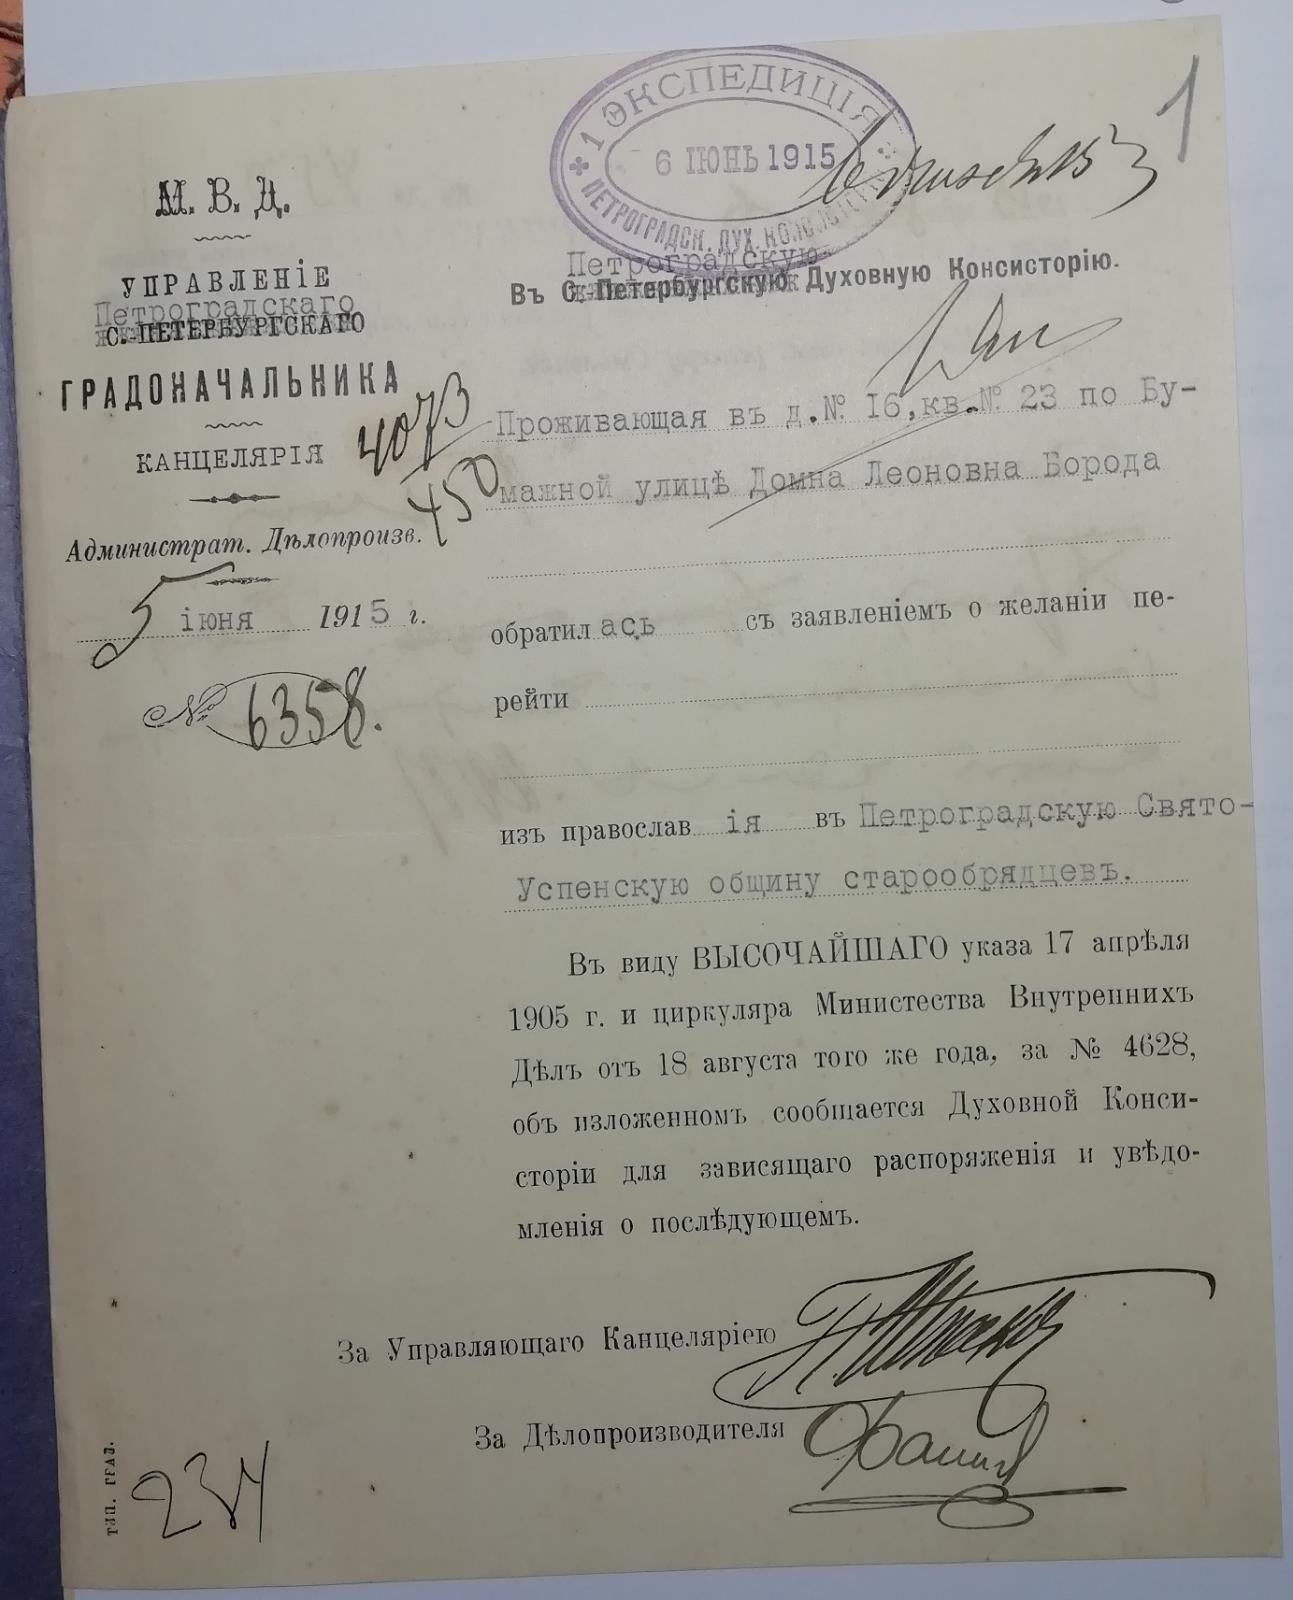 1
1 ЭКСПЕДИЦІЯ
6 ІЮНЬ 1915
ПЕТРОГРАДСК. ДУХ. КОНСИСТОРІИ
М. В. Д.
УПРАВЛЕНІЕ
Петроградскаго
С.-ПЕТЕРБУРГСКАГО
ГРАДОНАЧАЛЬНИКА
КАНЦЕЛЯРІЯ
4073
450
Администрат. Дѣлопроизв.
5 іюня 1915 г.
№ 6358.
Петроградскую
Въ С.-Петербургскую Духовную Консисторію.
Проживающая въ д.№ 16,кв.№ 23 по Бу-
мажной улицѣ Домна Леоновна Борода
обратилась съ заявленіемъ о желаніи пе-
рейти
изъ православія въ Петроградскую Свято-
Успенскую общину старообрядцевъ.
Въ виду ВЫСОЧАЙШАГО указа 17 апрѣля
1905 г. и циркуляра Министества Внутреннихъ
Дѣлъ отъ 18 августа того же года, за № 4628,
объ изложенномъ сообщается Духовной Конси-
сторіи для зависящаго распоряженія и увѣдо-
мленія о послѣдующемъ.
За Управляющаго Канцеляріею
За Дѣлопроизводителя
234
тип. град.